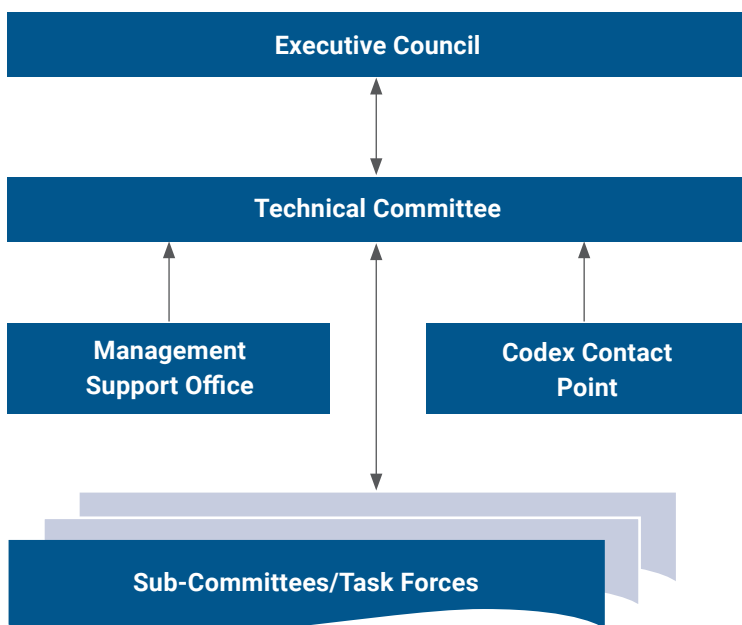 Executive Council
Technical Committee
Management
Support Office
Codex Contact
Point
Sub-Committees/Task Forces